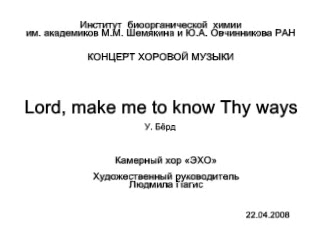 Институт биоорганической химии
им. академиков М.М. Шемякина и Ю.А. Овчинникова РАН
КОНЦЕРТ ХОРОВОЙ МУЗЫКИ
Lord, make me to know Thy ways
У. Бёрд
Камерный хор «ЭХО»
Художественный руководитель
Людмила Пагис
22.04.2008